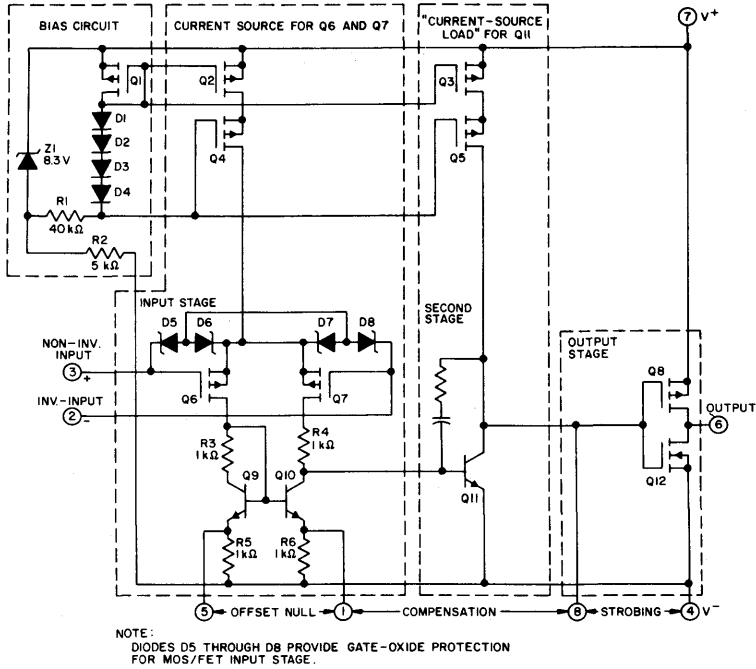 BIAS CIRCUIT
CURRENT SOURCE FOR Q6 AND Q7
"CURRENT-SOURCE
LOAD" FOR Q11
7 V+
Q1
Q2
Q3
D1
D2
D3
D4
Q4
Q5
Z1
8.3 V
R1
40 kΩ
R2
5 kΩ
INPUT STAGE
D5
D6
D7
D8
SECOND
STAGE
OUTPUT
STAGE
NON-INV.
INPUT
3 +
INV.-INPUT
2 -
Q6
Q7
Q8
OUTPUT
6
R3
1 kΩ
R4
1 kΩ
Q9
Q10
Q11
Q12
R5
1 kΩ
R6
1 kΩ
5 OFFSET NULL 1 COMPENSATION 8 STROBING 4 V-
NOTE:
DIODES D5 THROUGH D8 PROVIDE GATE-OXIDE PROTECTION
FOR MOS/FET INPUT STAGE.